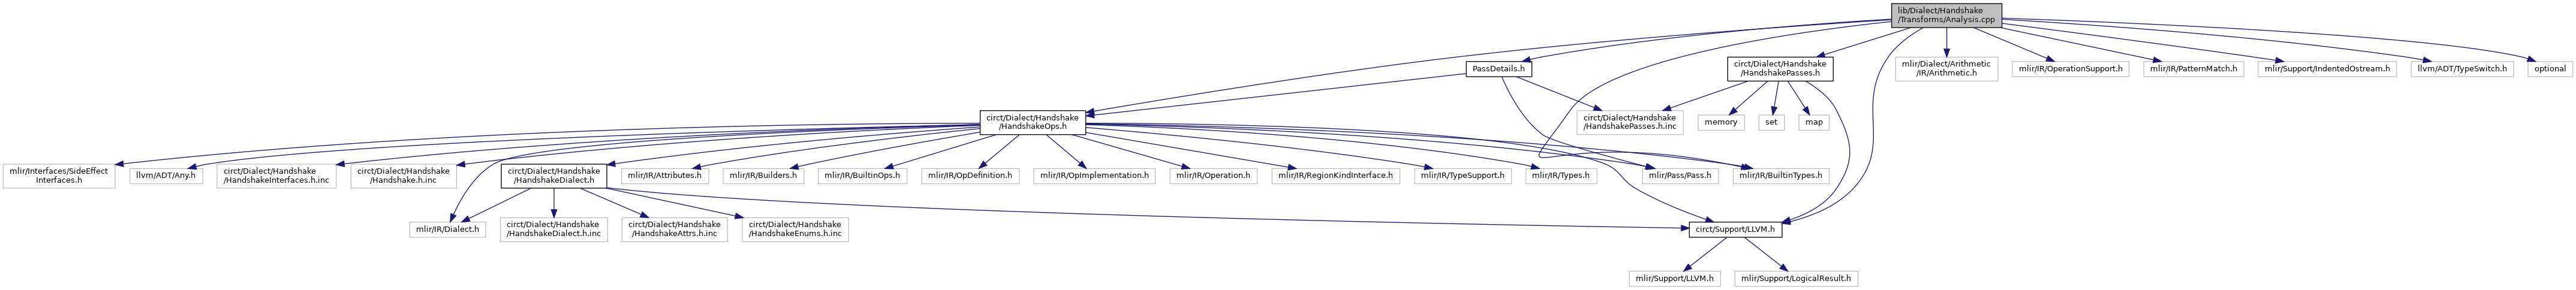 lib/Dialect/Handshake
/Transforms/Analysis.cpp
PassDetails.h
circt/Dialect/Handshake
/HandshakePasses.h
mlir/Dialect/Arithmetic
/IR/Arithmetic.h
mlir/IR/OperationSupport.h
mlir/IR/PatternMatch.h
mlir/Support/IndentedOstream.h
llvm/ADT/TypeSwitch.h
optional
circt/Dialect/Handshake
/HandshakeOps.h
circt/Dialect/Handshake
/HandshakePasses.h.inc
memory
set
map
mlir/Interfaces/SideEffect
Interfaces.h
llvm/ADT/Any.h
circt/Dialect/Handshake
/HandshakeInterfaces.h.inc
circt/Dialect/Handshake
/Handshake.h.inc
circt/Dialect/Handshake
/HandshakeDialect.h
mlir/IR/Attributes.h
mlir/IR/Builders.h
mlir/IR/BuiltinOps.h
mlir/IR/OpDefinition.h
mlir/IR/OpImplementation.h
mlir/IR/Operation.h
mlir/IR/RegionKindInterface.h
mlir/IR/TypeSupport.h
mlir/IR/Types.h
mlir/Pass/Pass.h
mlir/IR/BuiltinTypes.h
mlir/IR/Dialect.h
circt/Dialect/Handshake
/HandshakeDialect.h.inc
circt/Dialect/Handshake
/HandshakeAttrs.h.inc
circt/Dialect/Handshake
/HandshakeEnums.h.inc
circt/Support/LLVM.h
mlir/Support/LLVM.h
mlir/Support/LogicalResult.h